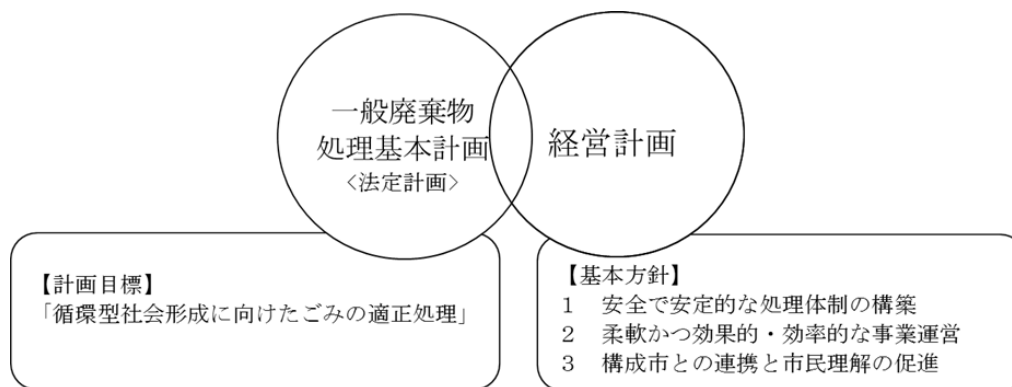 一般廃棄物
処理基本計画
<法定計画>
経営計画
【計画目標】
「循環型社会形成に向けたごみの適正処理」
【基本方針】
1　安全で安定的な処理体制の構築
2　柔軟かつ効果的・効率的な事業運営
3　構成市との連携と市民理解の促進